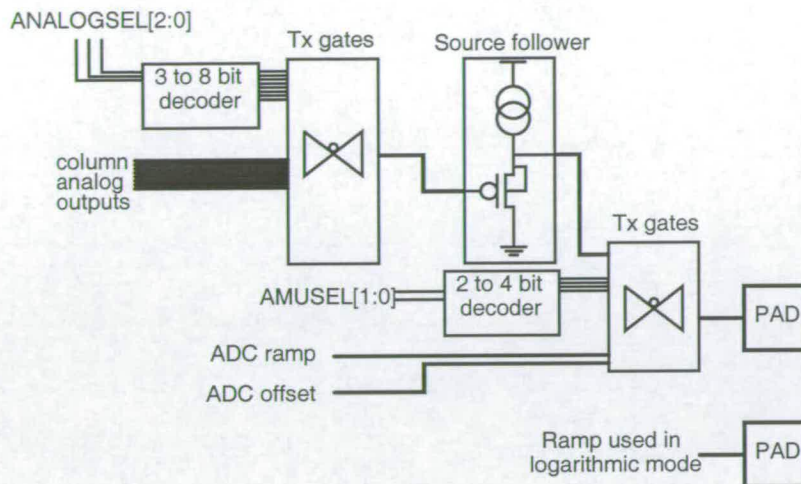 ANALOGSEL[2:0]
Tx gates
Source follower
3 to 8 bit
decoder
column
analog
outputs
Tx gates
AMUSEL[1:0]
2 to 4 bit
decoder
PAD
ADC ramp
ADC offset
Ramp used in
logarithmic mode
PAD